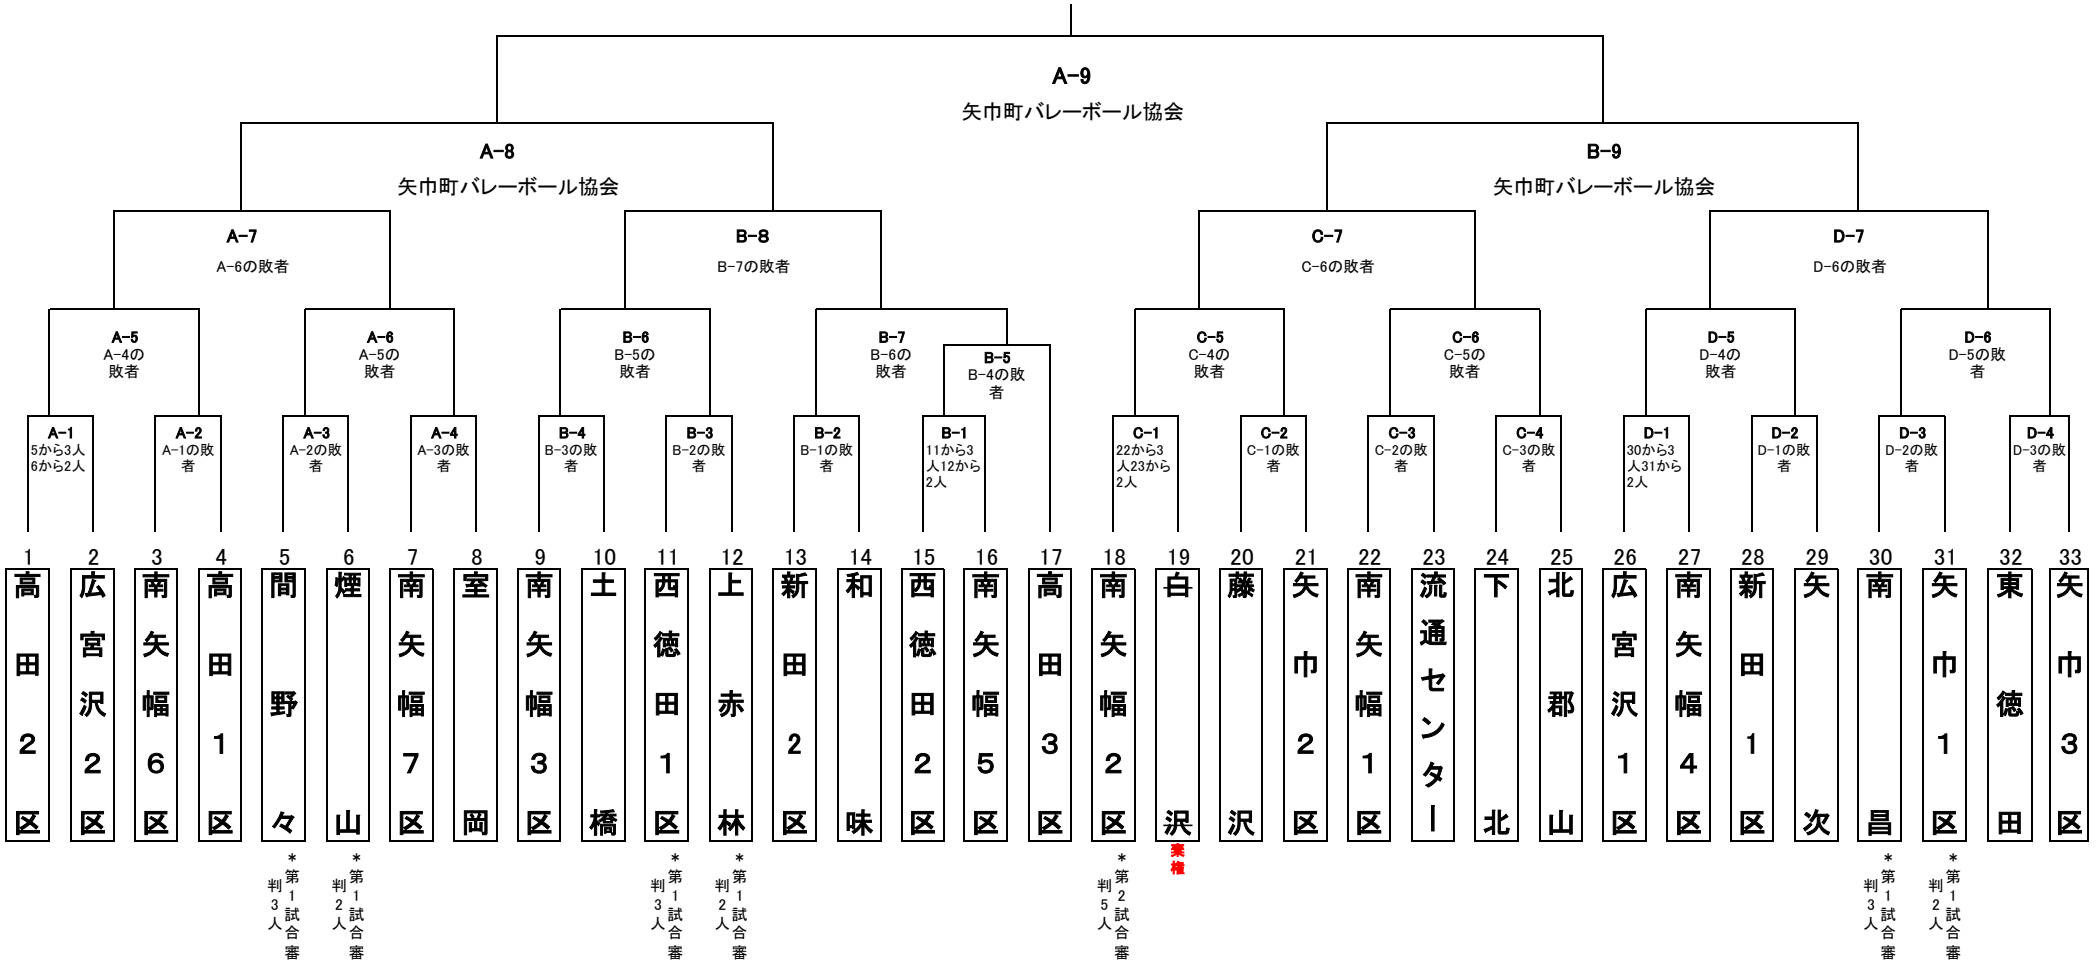 A-9
矢巾町バレーボール協会
A-8
矢巾町バレーボール協会
B-9
矢巾町バレーボール協会
A-7
A-6の敗者
B-8
B-7の敗者
C-7
C-6の敗者
D-7
D-6の敗者
A-5
A-4の
敗者
A-6
A-5の
敗者
B-6
B-5の
敗者
B-7
B-6の
敗者
B-5
B-4の敗
者
C-5
C-4の
敗者
C-6
C-5の
敗者
D-5
D-4の
敗者
D-6
D-5の敗
者
A-1
5から3人
6から2人
A-2
A-1の敗
者
A-3
A-2の敗
者
A-4
A-3の敗
者
B-4
B-3の敗
者
B-3
B-2の敗
者
B-2
B-1の敗
者
B-1
11から3
人12から
2人
C-1
22から3
人23から
2人
C-2
C-1の敗
者
C-3
C-2の敗
者
C-4
C-3の敗
者
D-1
30から3
人31から
2人
D-2
D-1の敗
者
D-3
D-2の敗
者
D-4
D-3の敗
者
1 2 3 4 5 6 7 8 9 10 11 12 13 14 15 16 17 18 19 20 21 22 23 24 25 26 27 28 29 30 31 32 33
高田2区
広宮沢2区
南矢幅6区
高田1区
間野々
煙山
南矢幅7区
室岡
南矢幅3区
土橋
西徳田1区
上赤林
新田2区
和味
西徳田2区
南矢幅5区
高田3区
南矢幅2区
白沢
藤沢
矢巾2区
南矢幅1区
流通センター
下北
北郡山
広宮沢1区
南矢幅4区
新田1区
矢次
南昌
矢巾1区
東徳田
矢巾3区
*第1試合審
判3人
*第1試合審
判2人
*第1試合審
判3人
*第1試合審
判2人
*第2試合審
判5人
棄権
*第1試合審
判3人
*第1試合審
判2人